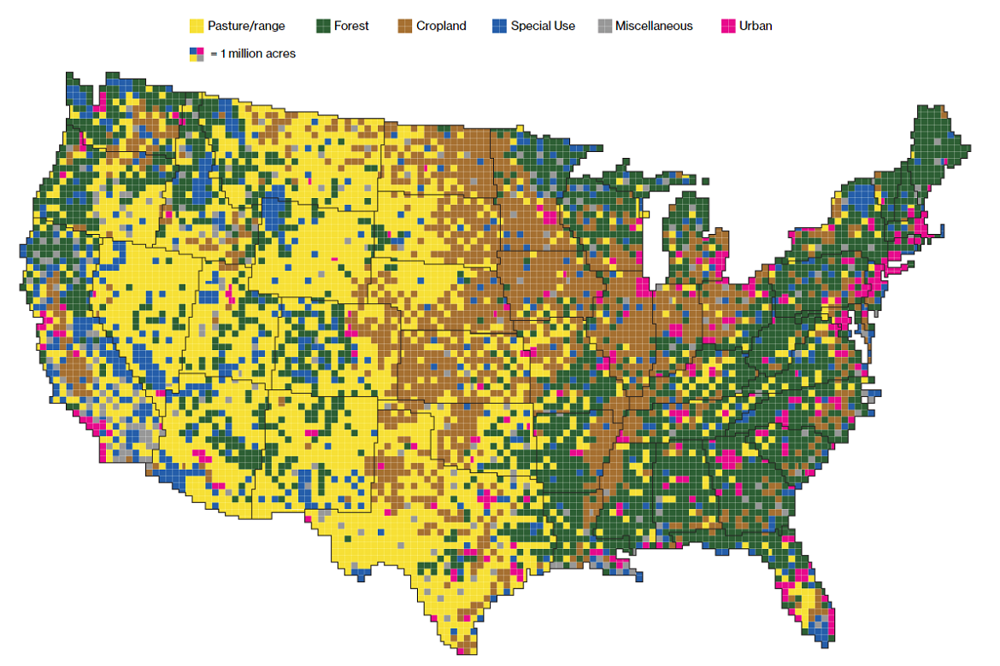 Pasture/range Forest Cropland Special Use Miscellaneous Urban
= 1 million acres